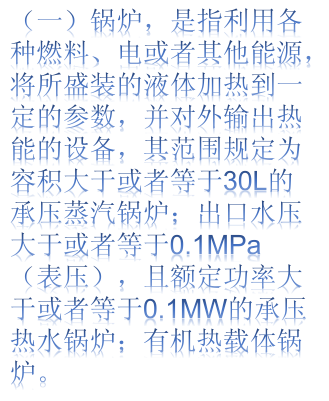 （一）锅炉，是指利用各
种燃料、电或者其他能源，
将所盛装的液体加热到一
定的参数，并对外输出热
能的设备，其范围规定为
容积大于或者等于30L的
承压蒸汽锅炉；出口水压
大于或者等于0.1MPa
（表压），且额定功率大
于或者等于0.1MW的承压
热水锅炉；有机热载体锅
炉。